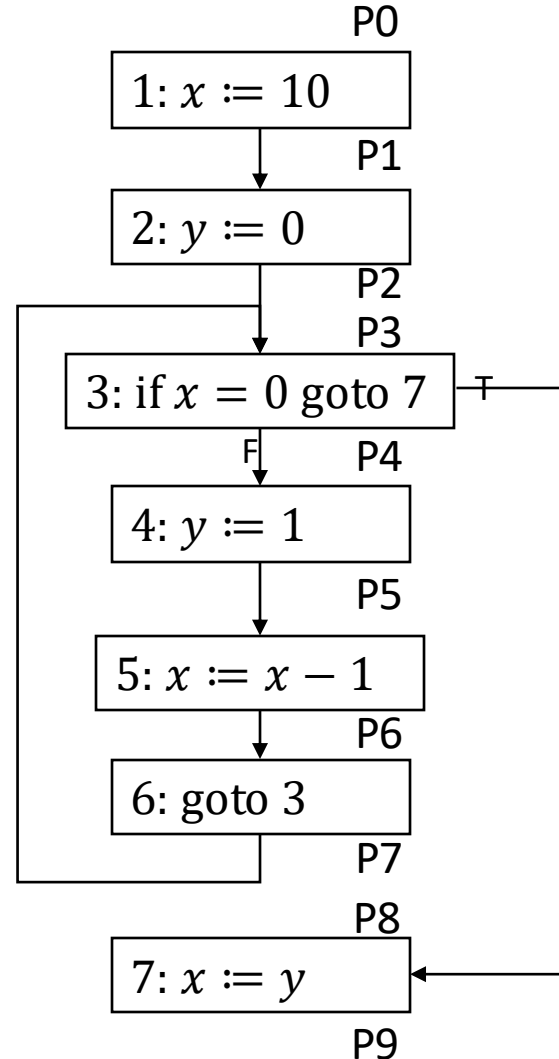 P0
1: x := 10
P1
2: y := 0
P2
P3
3: if x = 0 goto 7
T
F
P4
4: y := 1
P5
5: x := x − 1
P6
6: goto 3
P7
P8
7: x := y
P9